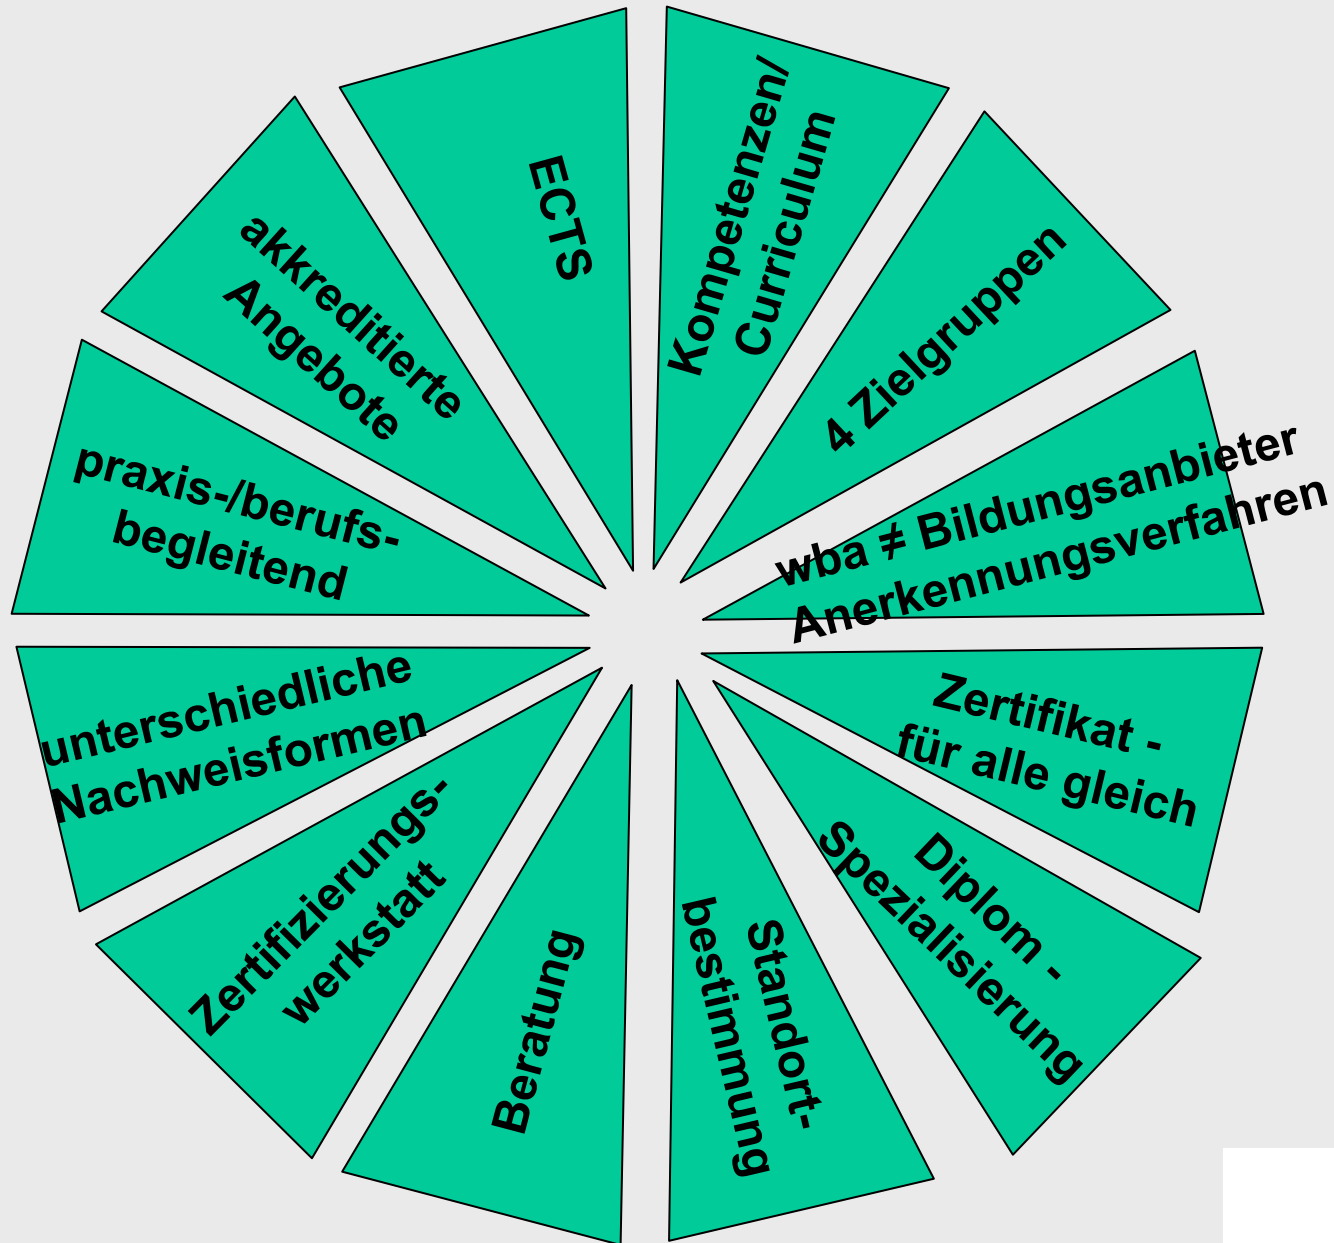 Kompetenzen/
Curriculum
4 Zielgruppen
wba ≠ Bildungsanbieter
Anerkennungsverfahren
Zertifikat -
für alle gleich
Diplom -
Spezialisierung
Standort-
bestimmung
Beratung
Zertifizierungs-
werkstatt
unterschiedliche
Nachweisformen
praxis-/berufs-
begleitend
akkreditierte
Angebote
ECTS